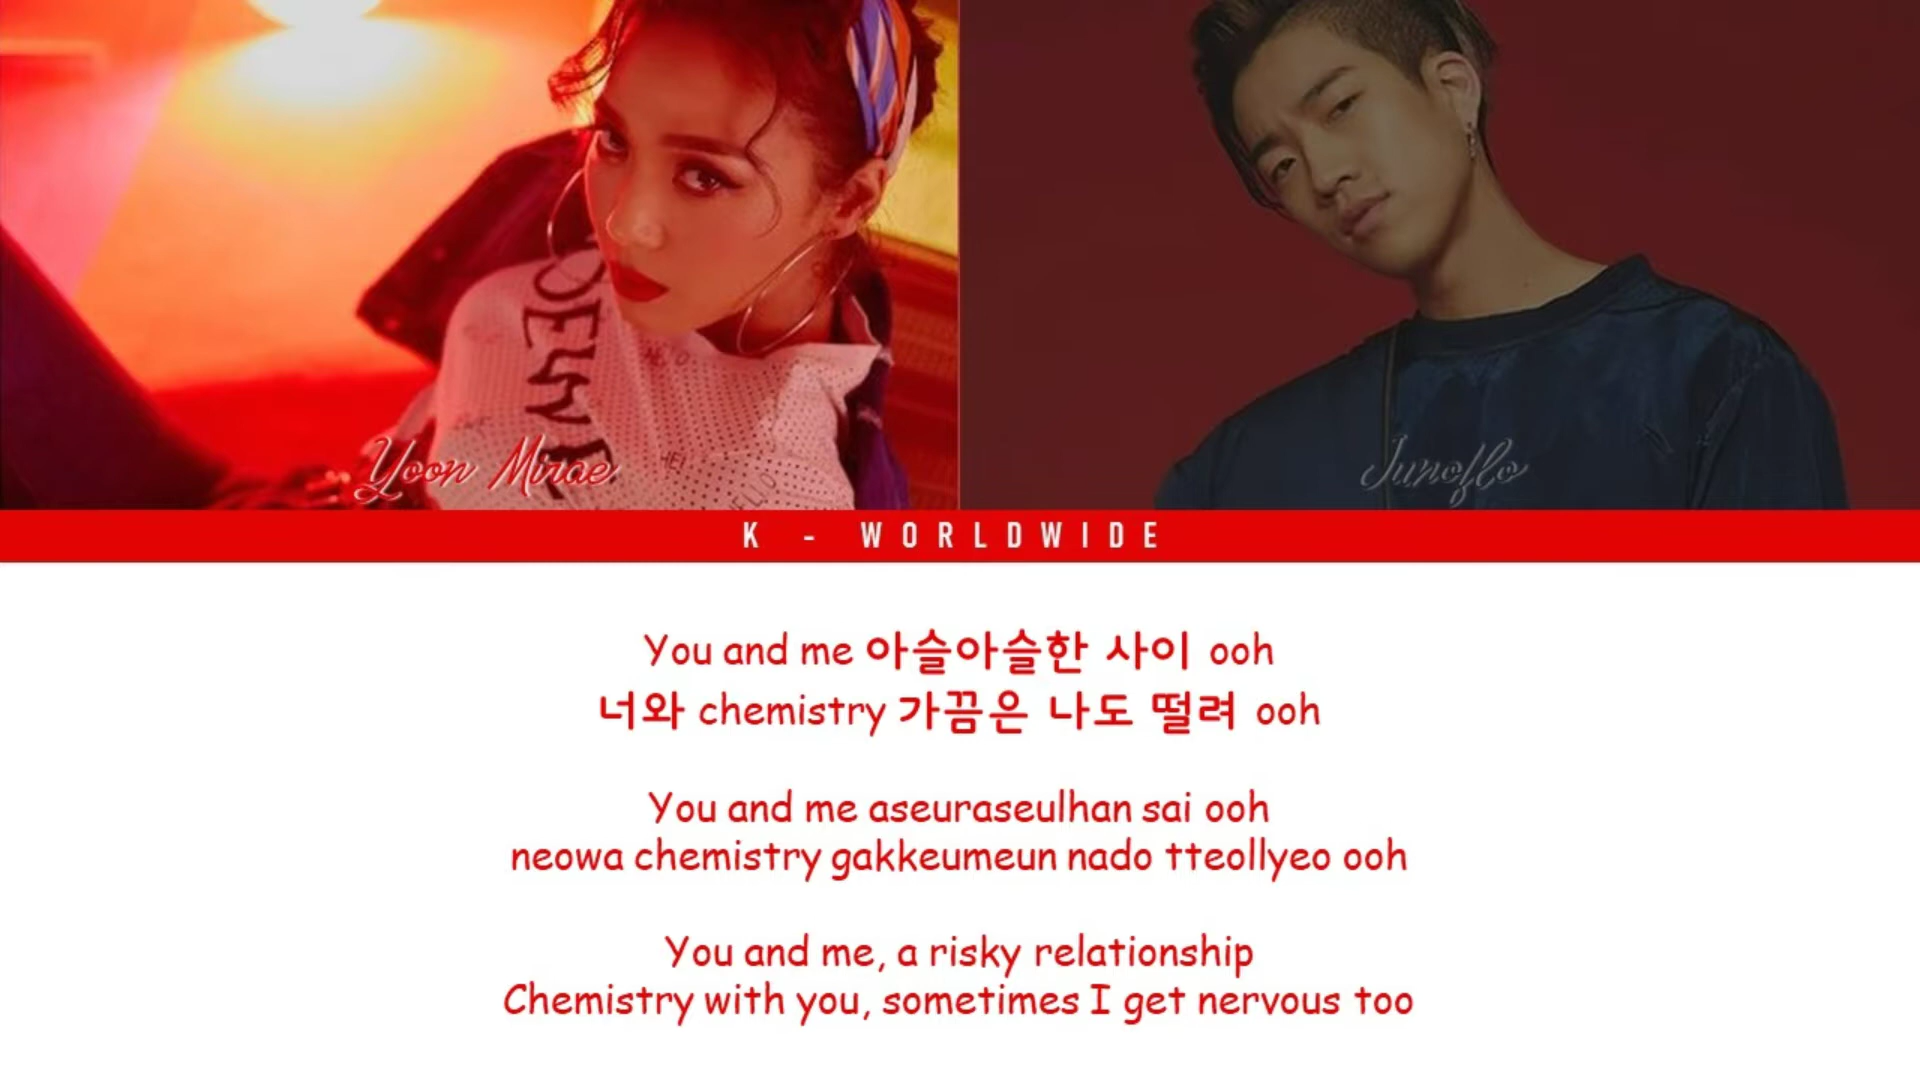 Yoon Mirae
Junoflo
K - WORLDWIDE
You and me 아슬아슬한 사이 ooh
너와 chemistry 가끔은 나도 떨려 ooh
You and me aseuraseulhan sai ooh
neowa chemistry gakkeumeun nado tteollyeo ooh
You and me, a risky relationship
Chemistry with you, sometimes I get nervous too